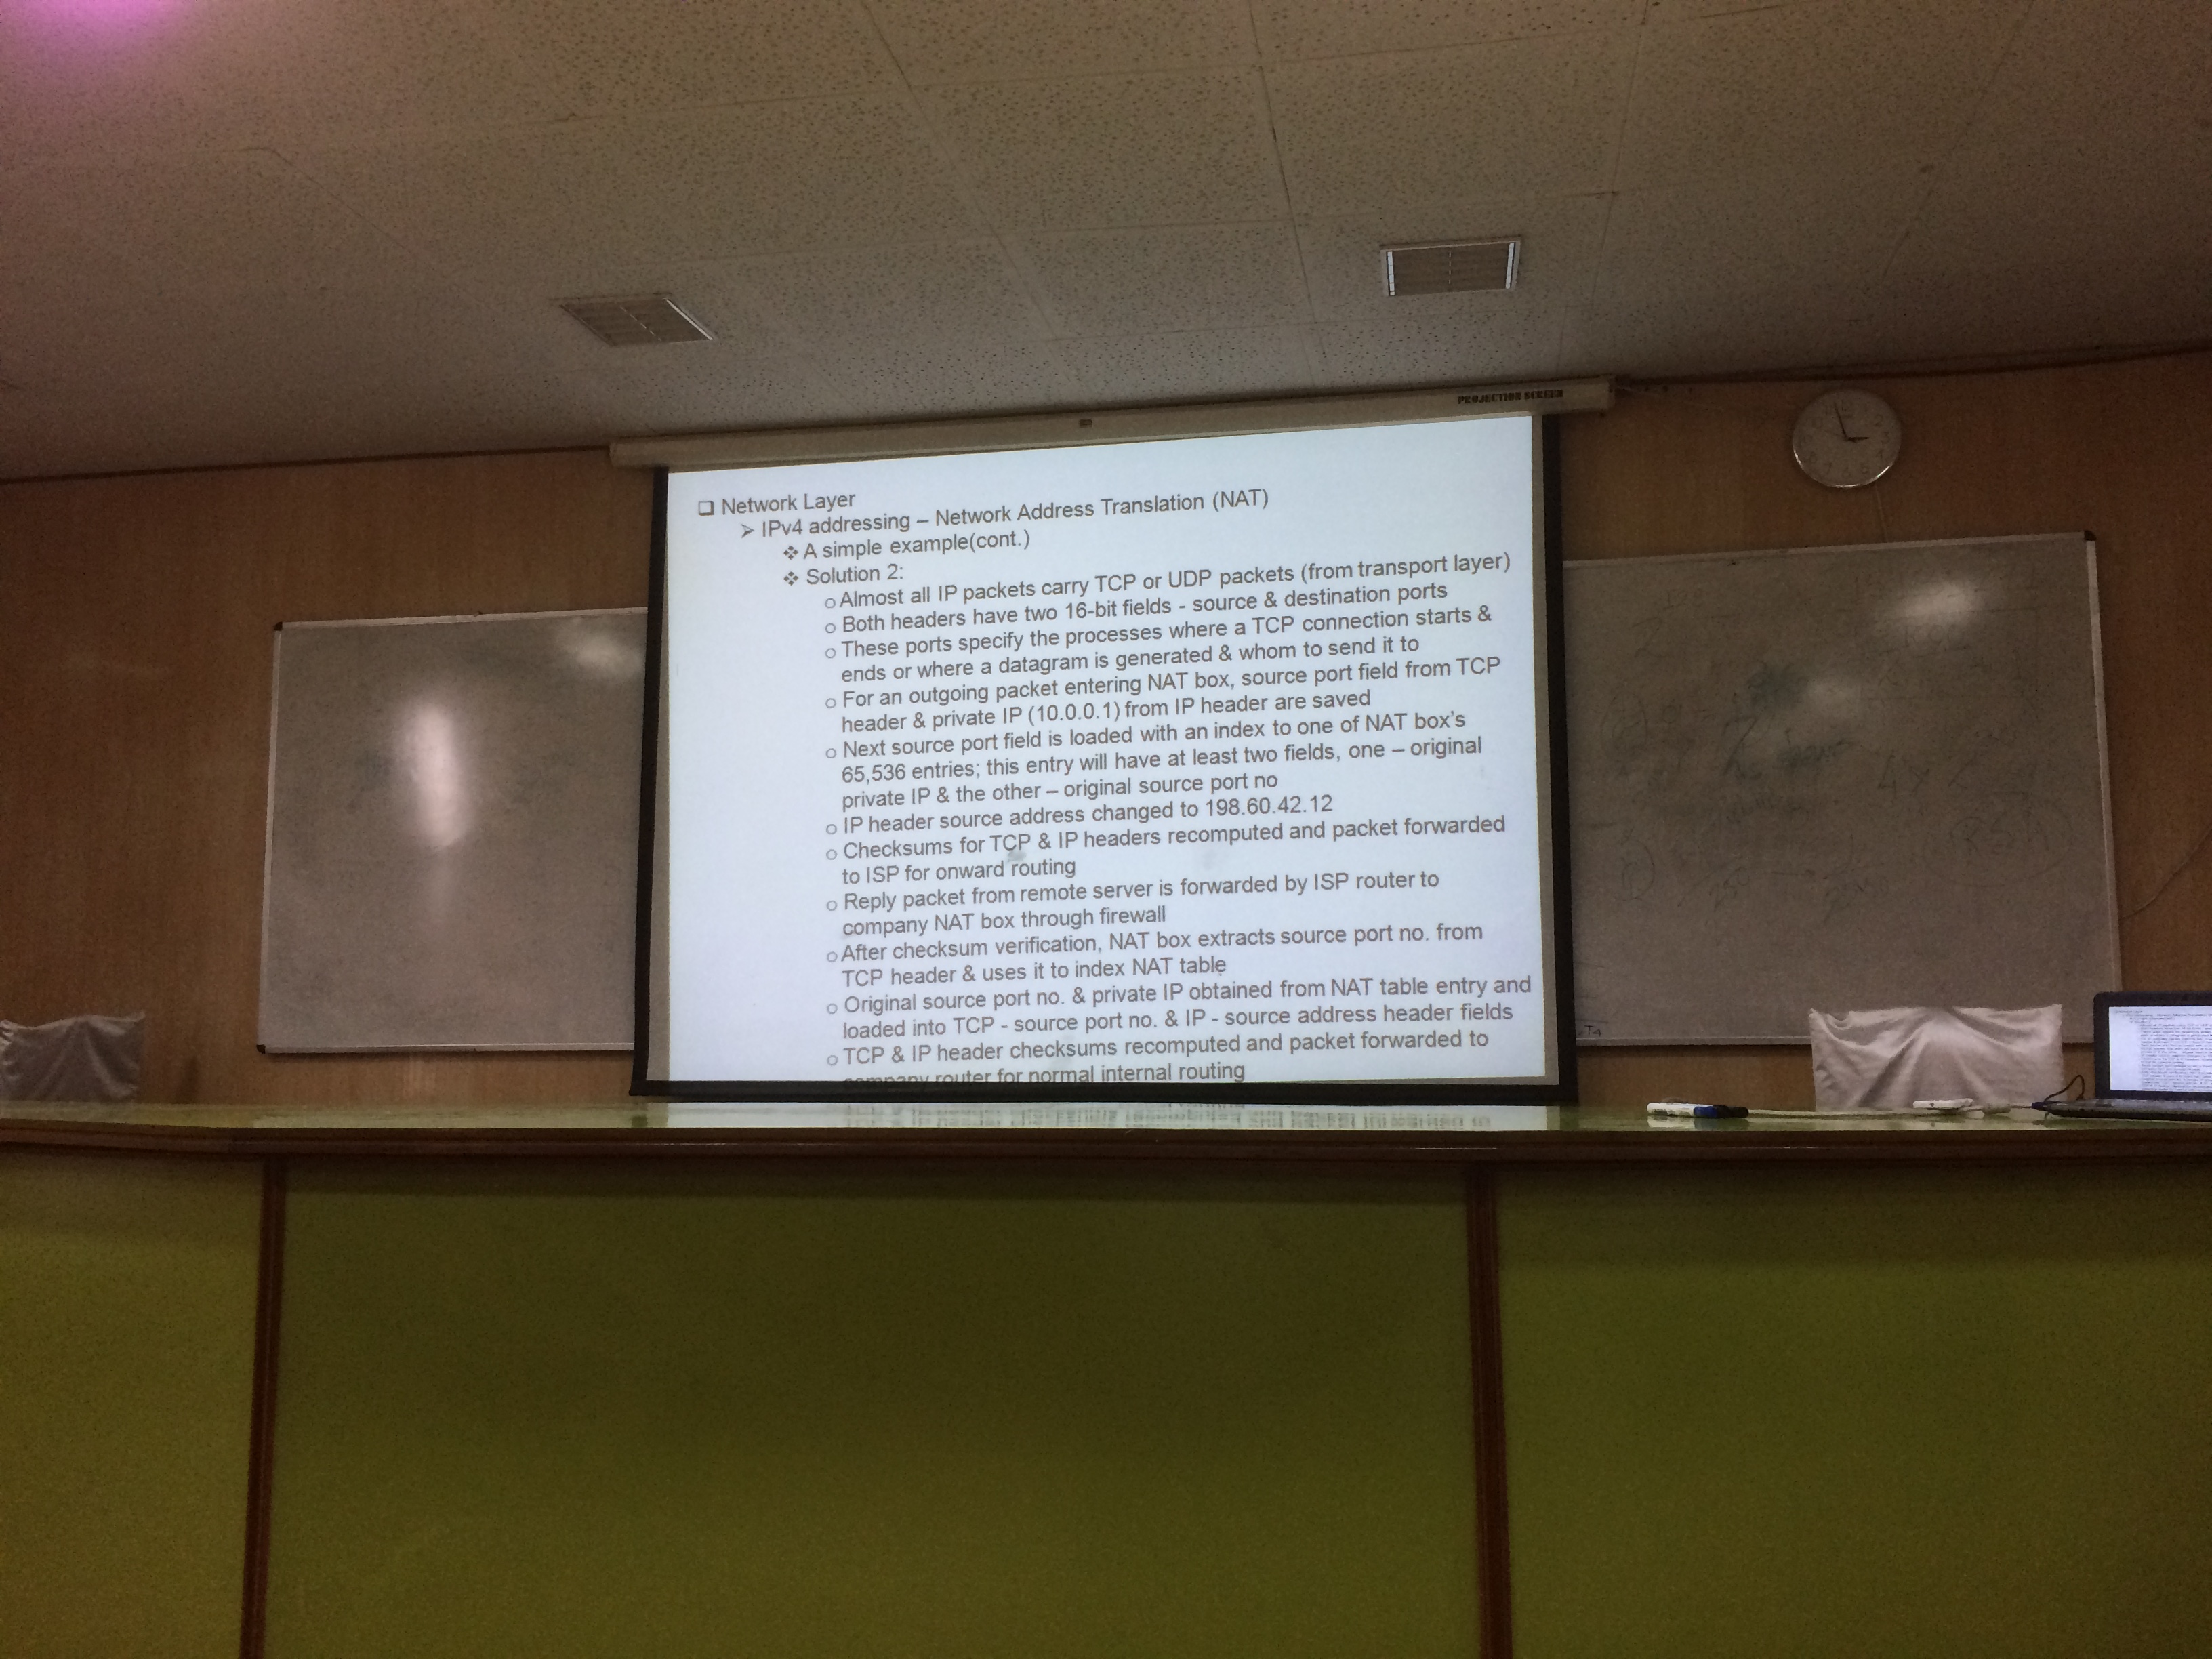 PROJECTION SCREEN
❑ Network Layer
➢ IPv4 addressing – Network Address Translation (NAT)
❖ A simple example(cont.)
❖ Solution 2:
o Almost all IP packets carry TCP or UDP packets (from transport layer)
o Both headers have two 16-bit fields - source & destination ports
o These ports specify the processes where a TCP connection starts &
ends or where a datagram is generated & whom to send it to
o For an outgoing packet entering NAT box, source port field from TCP
header & private IP (10.0.0.1) from IP header are saved
o Next source port field is loaded with an index to one of NAT box's
65,536 entries; this entry will have at least two fields, one – original
private IP & the other – original source port no
o IP header source address changed to 198.60.42.12
o Checksums for TCP & IP headers recomputed and packet forwarded
to ISP for onward routing
o Reply packet from remote server is forwarded by ISP router to
company NAT box through firewall
o After checksum verification, NAT box extracts source port no. from
TCP header & uses it to index NAT table
o Original source port no. & private IP obtained from NAT table entry and
loaded into TCP - source port no. & IP - source address header fields
o TCP & IP header checksums recomputed and packet forwarded to
company router for normal internal routing